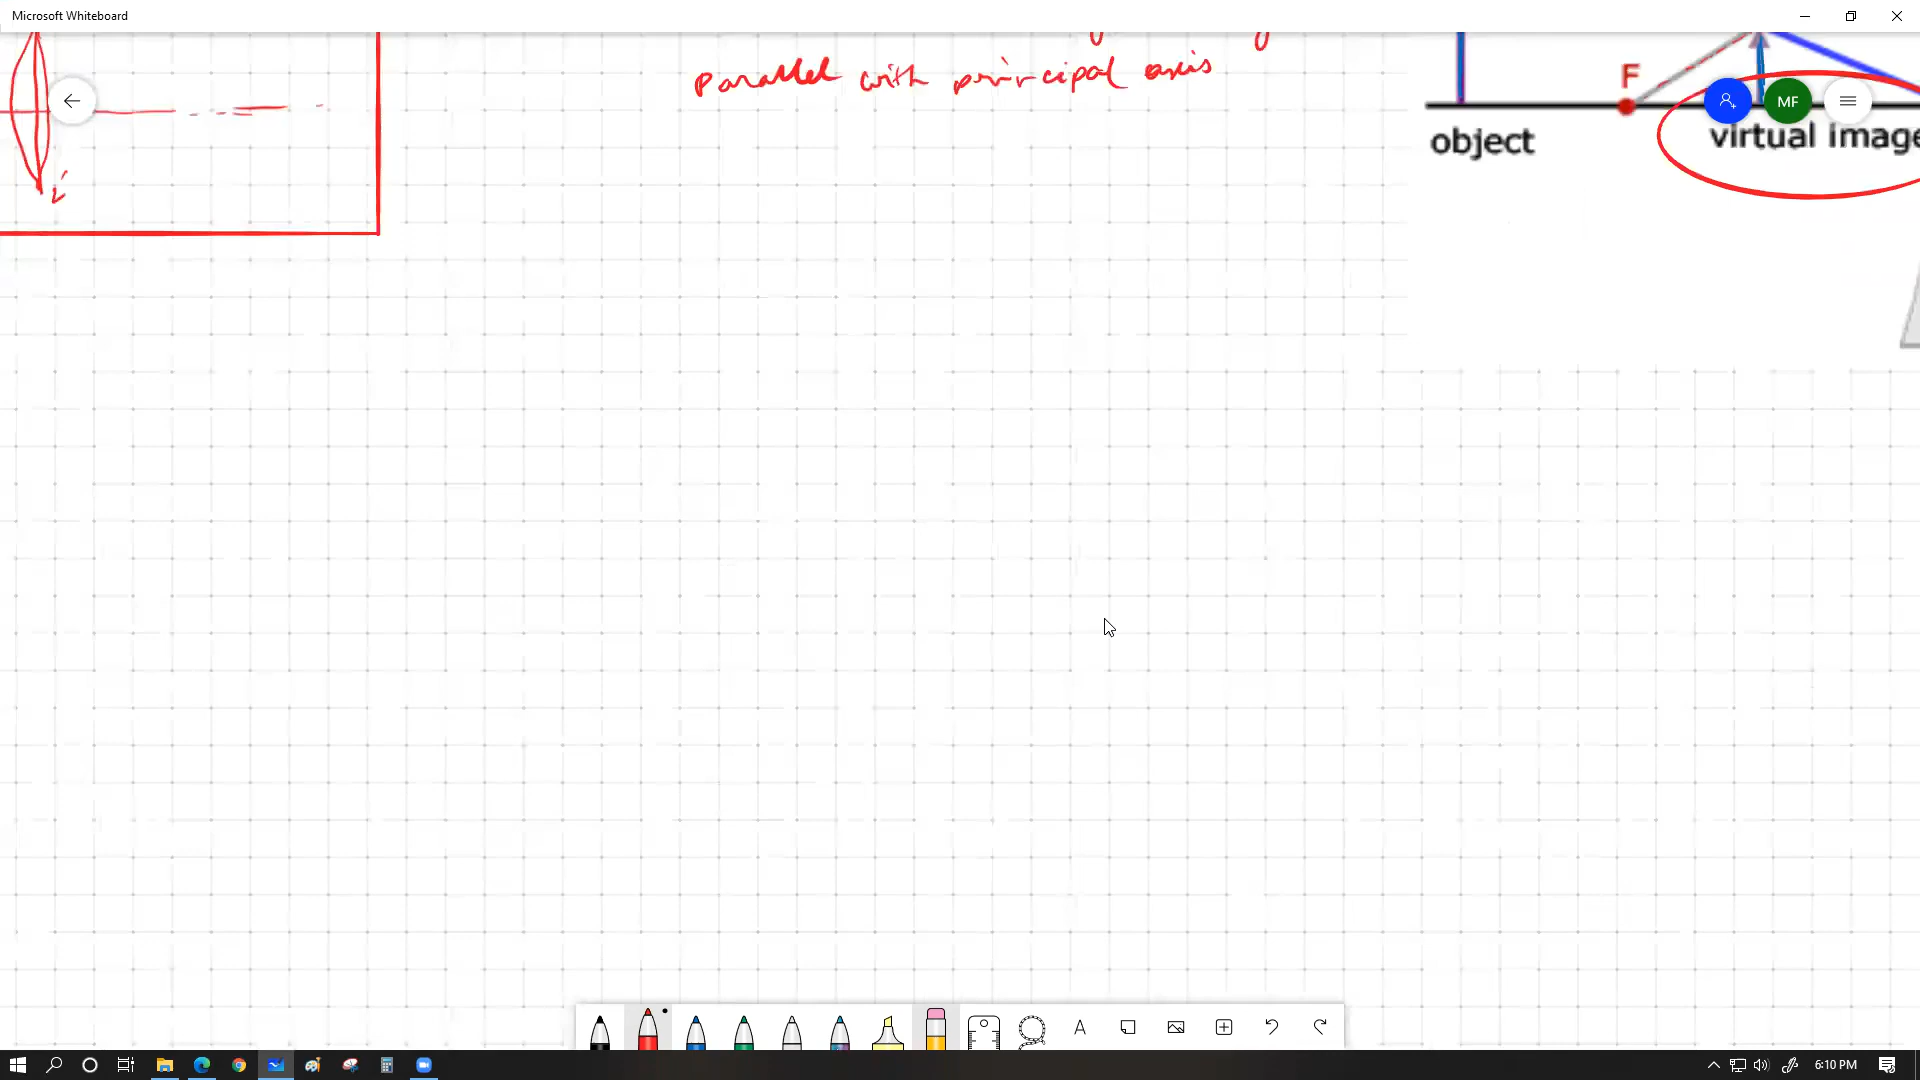 Microsoft Whiteboard
parallel with principal axis
F
MF
object
virtual image
i'
A
6:10 PM